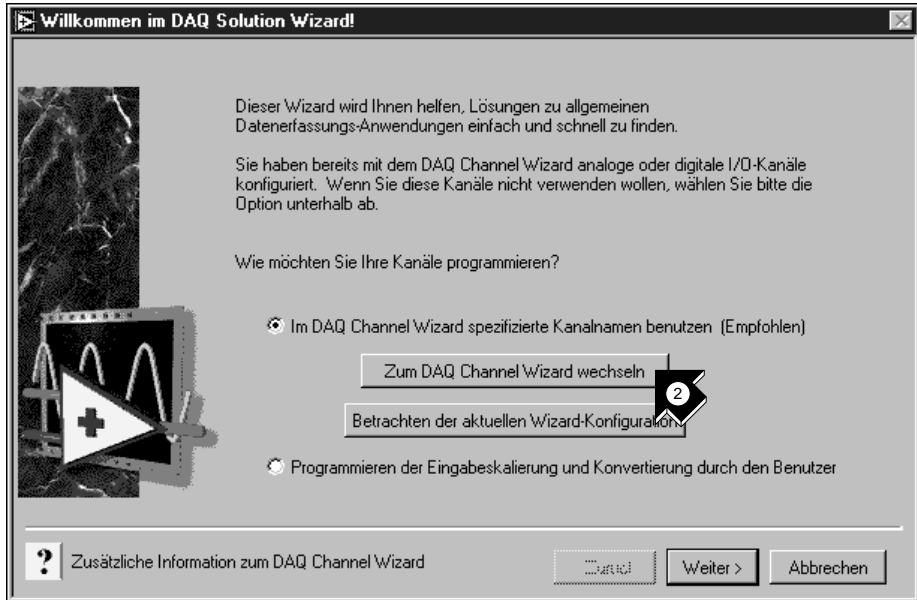 Willkommen im DAQ Solution Wizard!
Dieser Wizard wird Ihnen helfen, Lösungen zu allgemeinen
Datenerfassungs-Anwendungen einfach und schnell zu finden.
Sie haben bereits mit dem DAQ Channel Wizard analoge oder digitale I/O-Kanäle
konfiguriert. Wenn Sie diese Kanäle nicht verwenden wollen, wählen Sie bitte die
Option unterhalb ab.
Wie möchten Sie Ihre Kanäle programmieren?
Im DAQ Channel Wizard spezifizierte Kanalnamen benutzen (Empfohlen)
Zum DAQ Channel Wizard wechseln
2
Betrachten der aktuellen Wizard-Konfiguration
Programmieren der Eingabeskalierung und Konvertierung durch den Benutzer
? Zusätzliche Information zum DAQ Channel Wizard
Zurück
Weiter >
Abbrechen